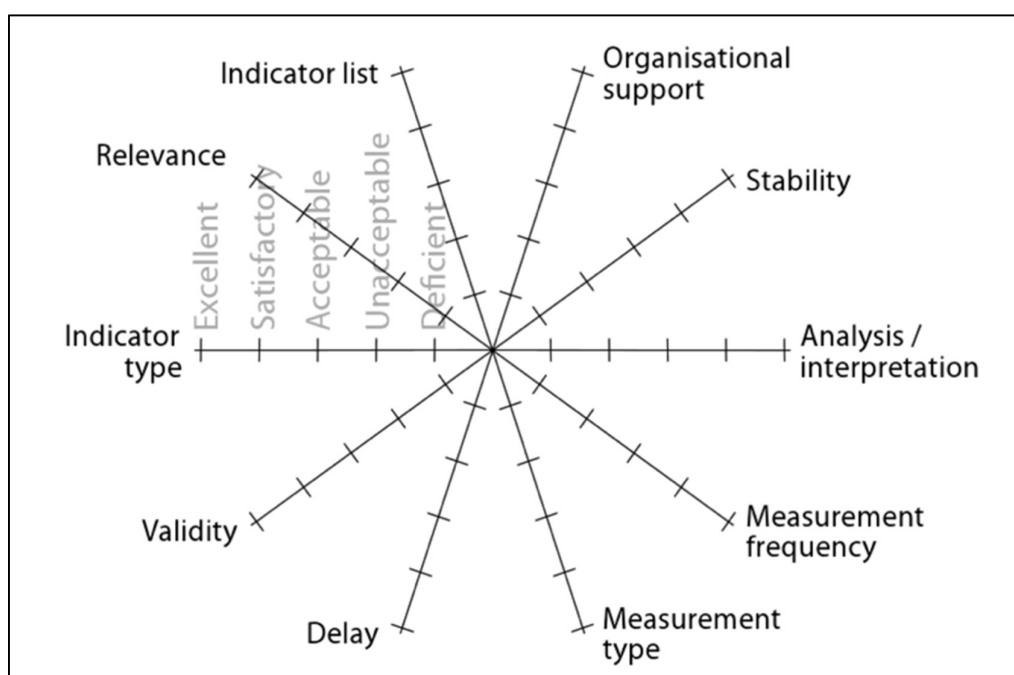 Indicator list
Organisational
support
Relevance
Stability
Excellent
Satisfactory
Acceptable
Unacceptable
Deficient
Indicator
type
Analysis /
interpretation
Validity
Measurement
frequency
Delay
Measurement
type